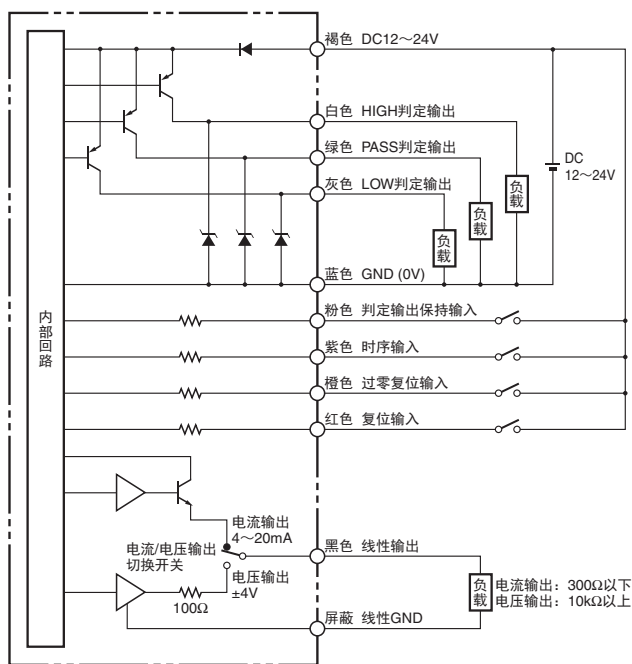 褐色 DC12～24V
白色 HIGH判定输出
绿色 PASS判定输出
DC
12～24V
灰色 LOW判定输出
负载
负载
负载
蓝色 GND (0V)
内部回路
粉色 判定输出保持输入
紫色 时序输入
橙色 过零复位输入
红色 复位输入
电流输出
4～20mA
电流/电压输出
切换开关
黑色 线性输出
电压输出
±4V
100Ω
负载
电流输出：300Ω以下
电压输出：10kΩ以上
屏蔽 线性GND